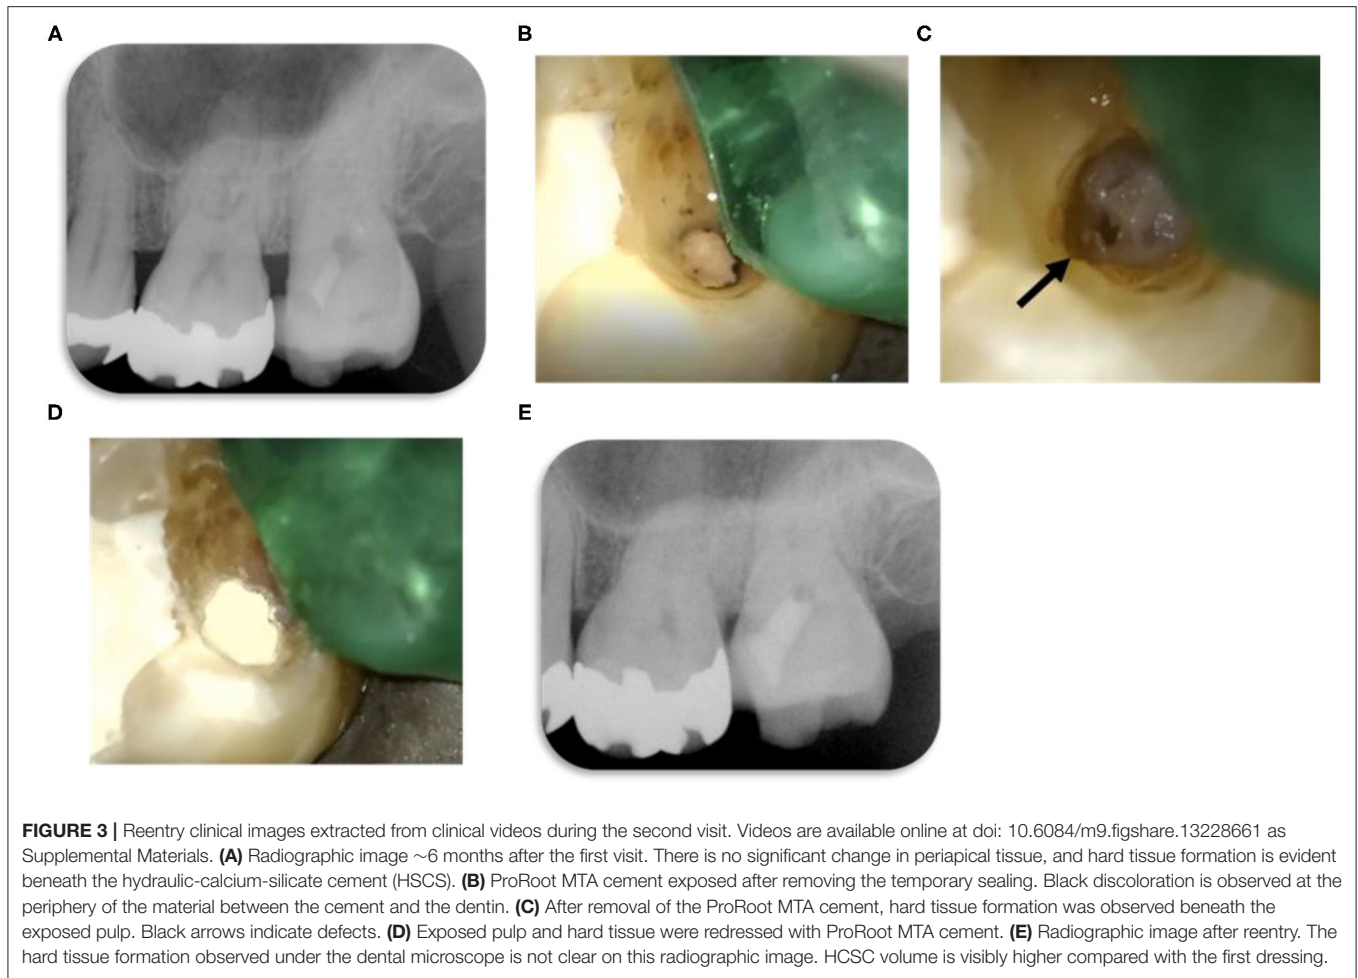 A
B
C
D
E
FIGURE 3 | Reentry clinical images extracted from clinical videos during the second visit. Videos are available online at doi: 10.6084/m9.figshare.13228661 as
Supplemental Materials. (A) Radiographic image ∼6 months after the first visit. There is no significant change in periapical tissue, and hard tissue formation is evident
beneath the hydraulic-calcium-silicate cement (HSCS). (B) ProRoot MTA cement exposed after removing the temporary sealing. Black discoloration is observed at the
periphery of the material between the cement and the dentin. (C) After removal of the ProRoot MTA cement, hard tissue formation was observed beneath the
exposed pulp. Black arrows indicate defects. (D) Exposed pulp and hard tissue were redressed with ProRoot MTA cement. (E) Radiographic image after reentry. The
hard tissue formation observed under the dental microscope is not clear on this radiographic image. HCSC volume is visibly higher compared with the first dressing.